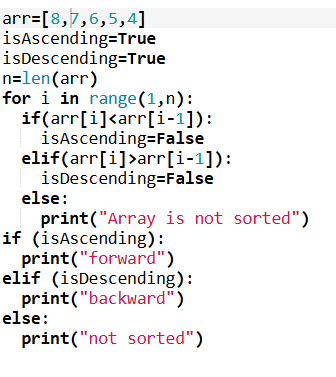 arr=[8,7,6,5,4]
isAscending=True
isDescending=True
n=len(arr)
for i in range(1,n):
  if(arr[i]<arr[i-1]):
    isAscending=False
  elif(arr[i]>arr[i-1]):
    isDescending=False
  else:
    print("Array is not sorted")
if (isAscending):
  print("forward")
elif (isDescending):
  print("backward")
else:
  print("not sorted")